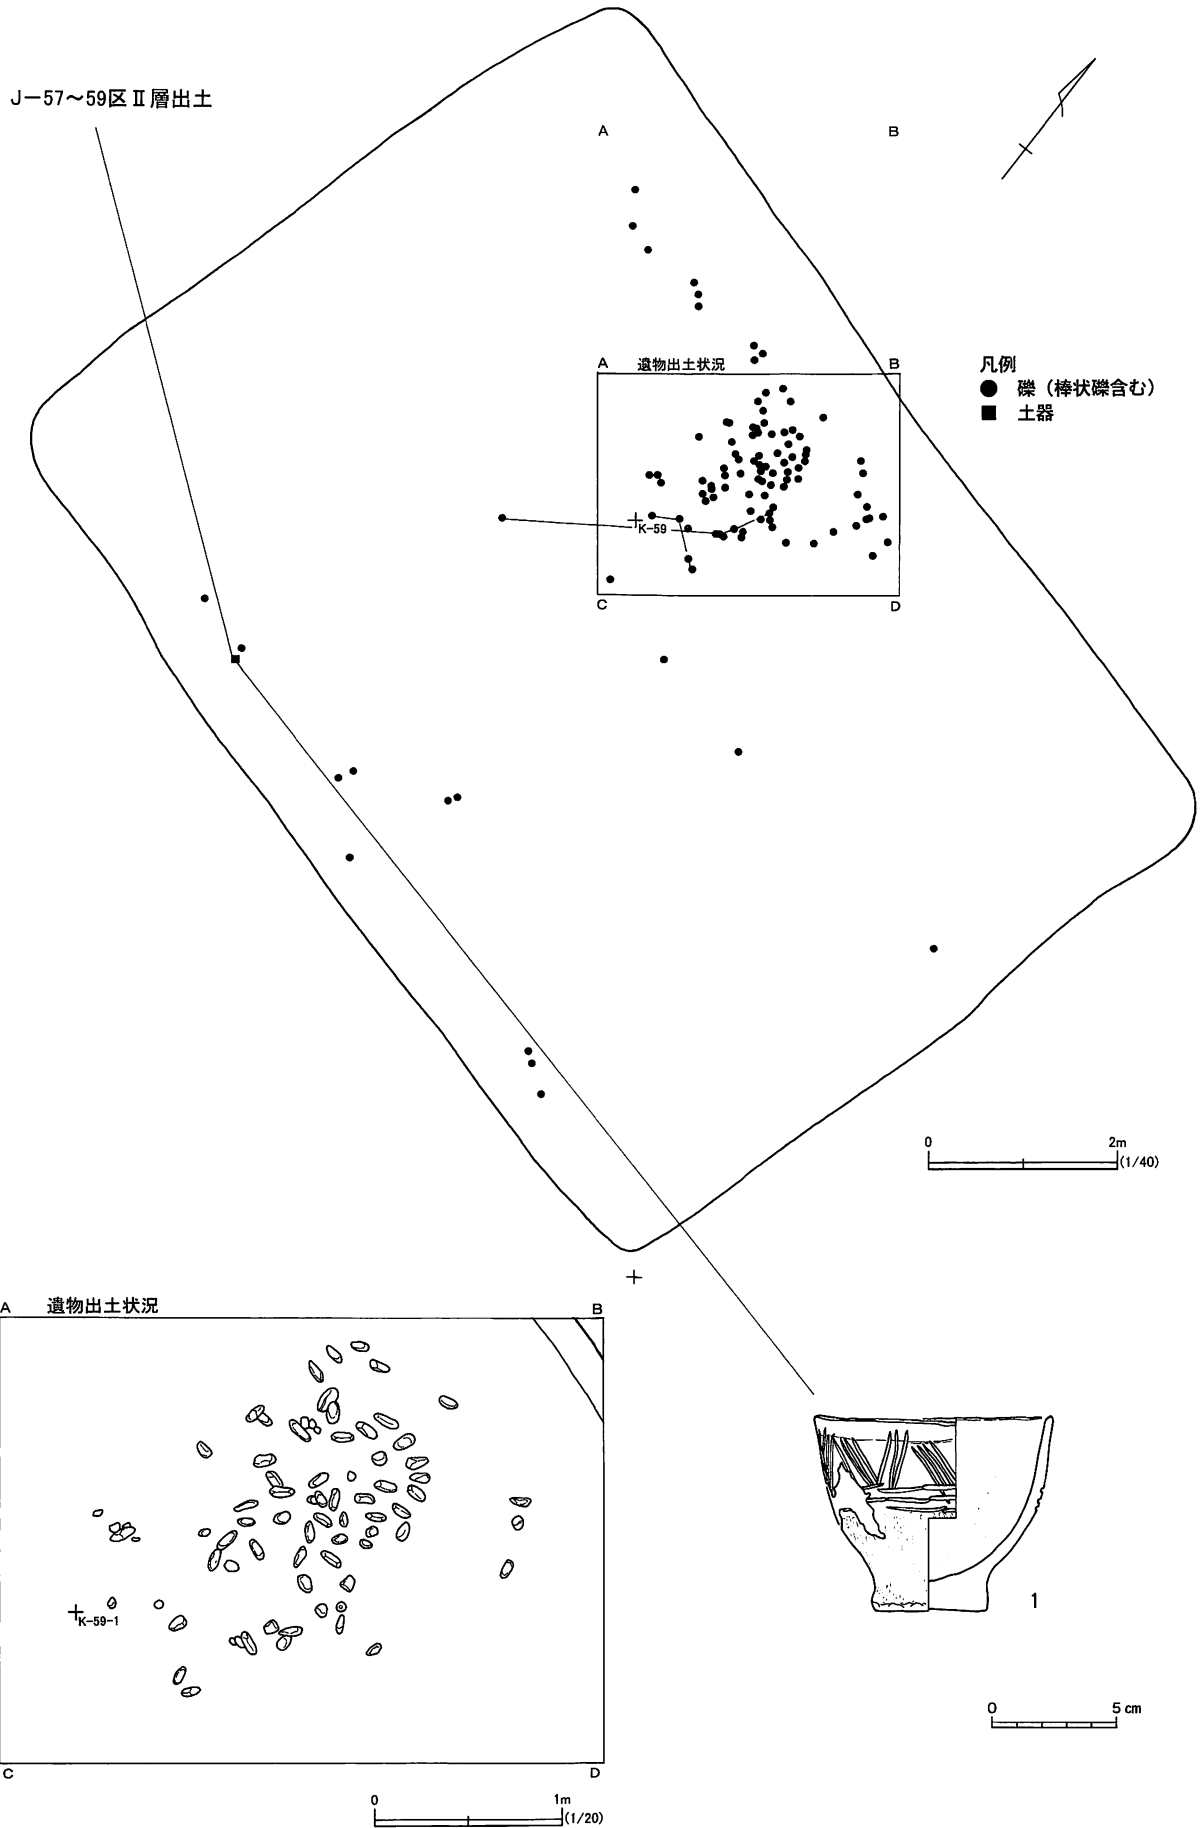 J－57〜59区Ⅱ層出土
A
B
A 遺物出土状況 B
凡例
● 礫（棒状礫含む）
■ 土器
K-59
C
D
0 2m
(1/40)
A 遺物出土状況 B
K-59-1
1
C
D
0 5cm
0 1m
(1/20)